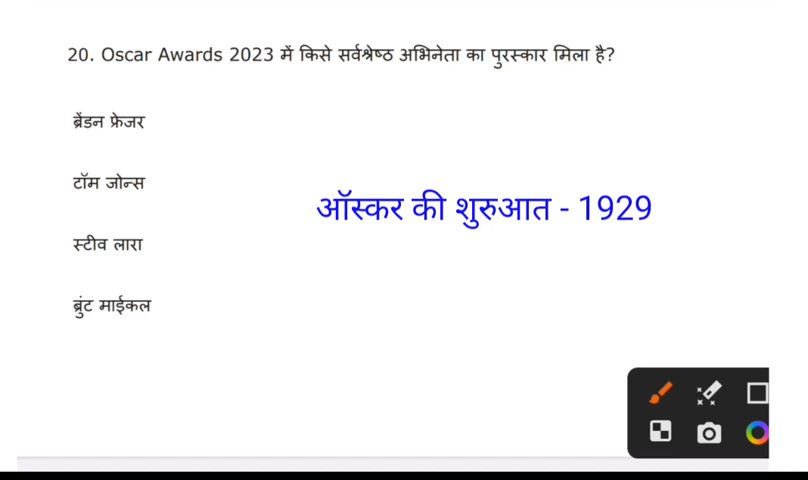 20. Oscar Awards 2023 में किसे सर्वश्रेष्ठ अभिनेता का पुरस्कार मिला है?
ब्रेंडन फ्रेजर
टॉम जोन्स
ऑस्कर की शुरुआत - 1929
स्टीव लारा
ब्रुंट माईकल